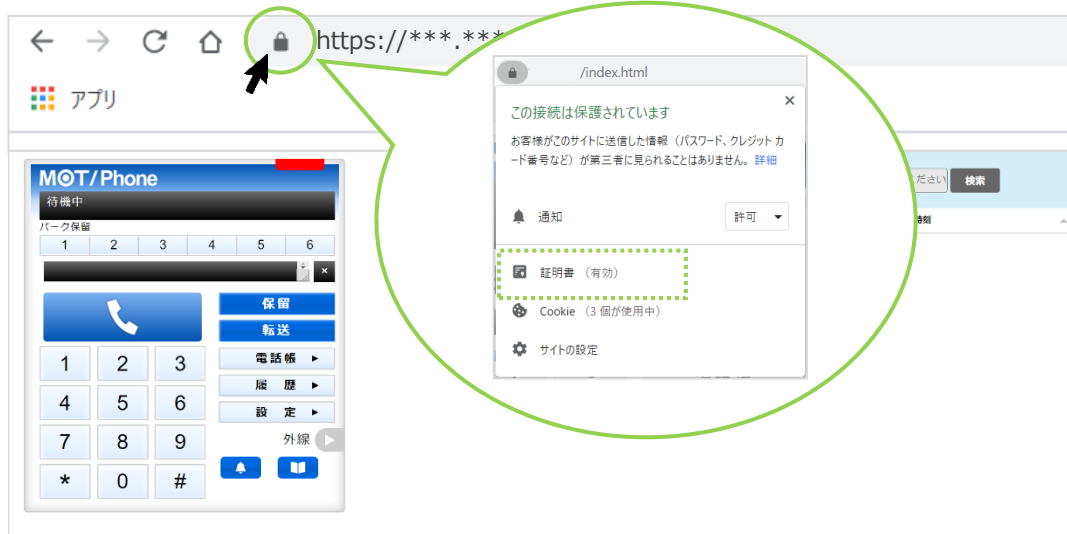 https://***.***
アプリ
/index.html
この接続は保護されています
お客様がこのサイトに送信した情報（パスワード、クレジットカ
ード番号など）が第三者に見られることはありません。 詳細
通知
許可
証明書 （有効）
Cookie （3 個が使用中）
サイトの設定
ださい
検索
時刻
MOT/Phone
待機中
パーク保留
1 2 3 4 5 6
×
保留
転送
1 2 3
電話帳
履 歴
4 5 6
設 定
7 8 9
外線
* 0 #